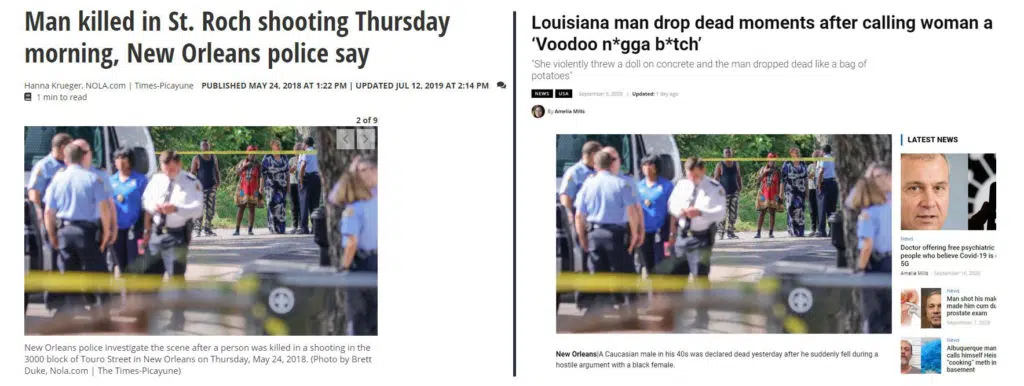 Man killed in St. Roch shooting Thursday
morning, New Orleans police say
Hanna Krueger, NOLA.com | Times-Picayune PUBLISHED MAY 24, 2018 AT 1:22 PM | UPDATED JUL 12, 2019 AT 2:14 PM
1 min to read
2 of 9
New Orleans police investigate the scene after a person was killed in a shooting in the
3000 block of Touro Street in New Orleans on Thursday, May 24, 2018. (Photo by Brett
Duke, Nola.com | The Times-Picayune)
Louisiana man drop dead moments after calling woman a
‘Voodoo n*gga b*tch’
"She violently threw a doll on concrete and the man dropped dead like a bag of
potatoes"
NEWS USA September 5, 2020 | Updated: 1 day ago
By Amelia Mills
New Orleans|A Caucasian male in his 40s was declared dead yesterday after he suddenly fell during a
hostile argument with a black female.
LATEST NEWS
News
Doctor offering free psychiatric
people who believe Covid-19 is
5G
Amelia Mills - September 10, 2020
News
Man shot his mal
made him cum du
prostate exam
September 7, 2020
News
Albuquerque man
calls himself Heis
"cooking" meth in
basement